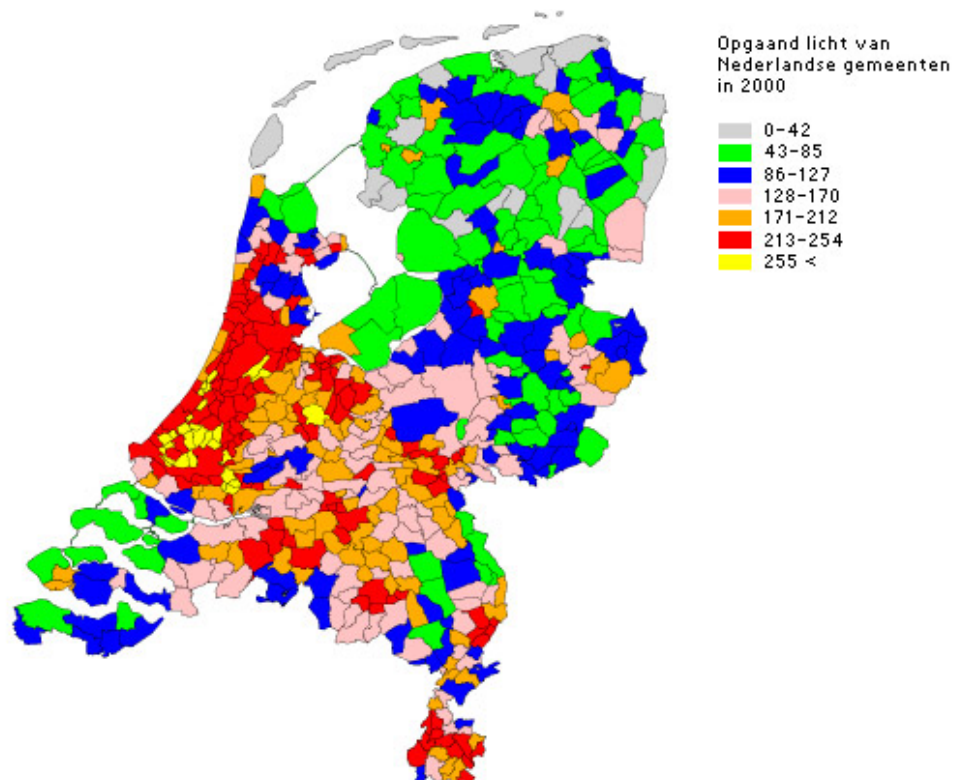 Opgaand licht van
Nederlandse gemeenten
in 2000
0-42
43-85
86-127
128-170
171-212
213-254
255 <